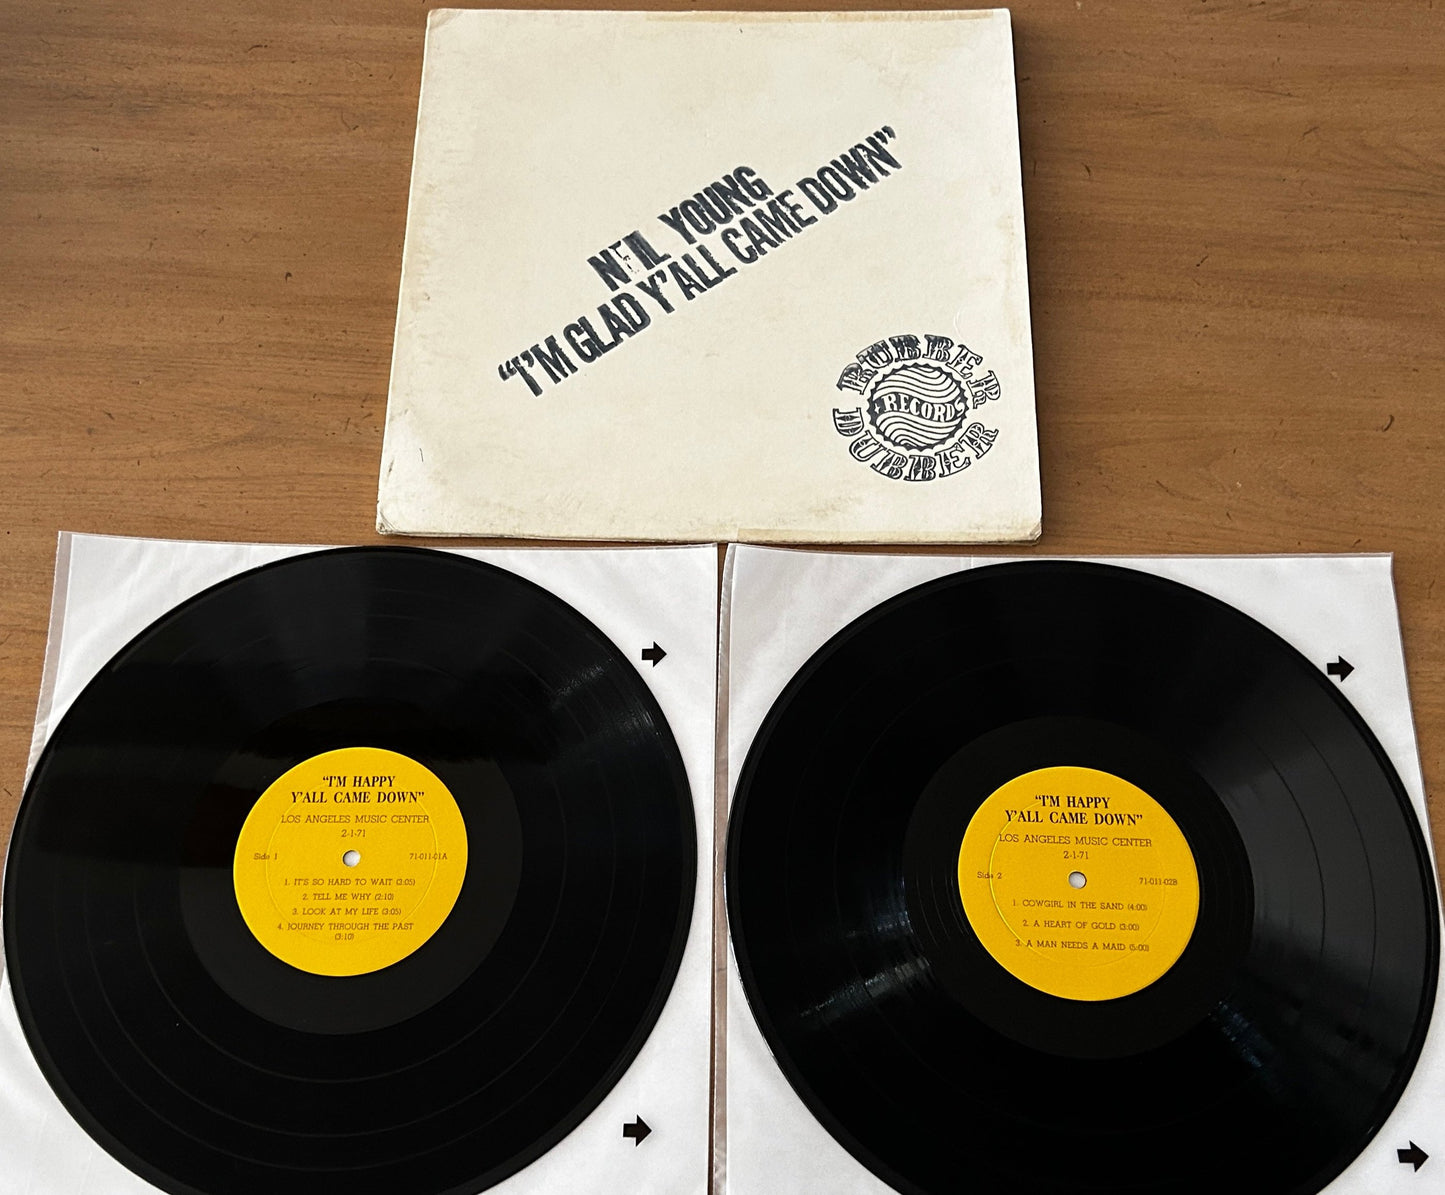 NEIL YOUNG
"I'M GLAD Y'ALL CAME DOWN"
RUBBER
RECORDS
DUBBER
"I'M HAPPY
Y'ALL CAME DOWN"
LOS ANGELES MUSIC CENTER
2-1-71
Side 1 71-011-01A
1. IT'S SO HARD TO WAIT (3:05)
2. TELL ME WHY (2:10)
3. LOOK AT MY LIFE (3:05)
4. JOURNEY THROUGH THE PAST
(3:10)
"I'M HAPPY
Y'ALL CAME DOWN"
LOS ANGELES MUSIC CENTER
2-1-71
Side 2 71-011-02B
1. COWGIRL IN THE SAND (4:00)
2. A HEART OF GOLD (3:00)
3. A MAN NEEDS A MAID (5:00)